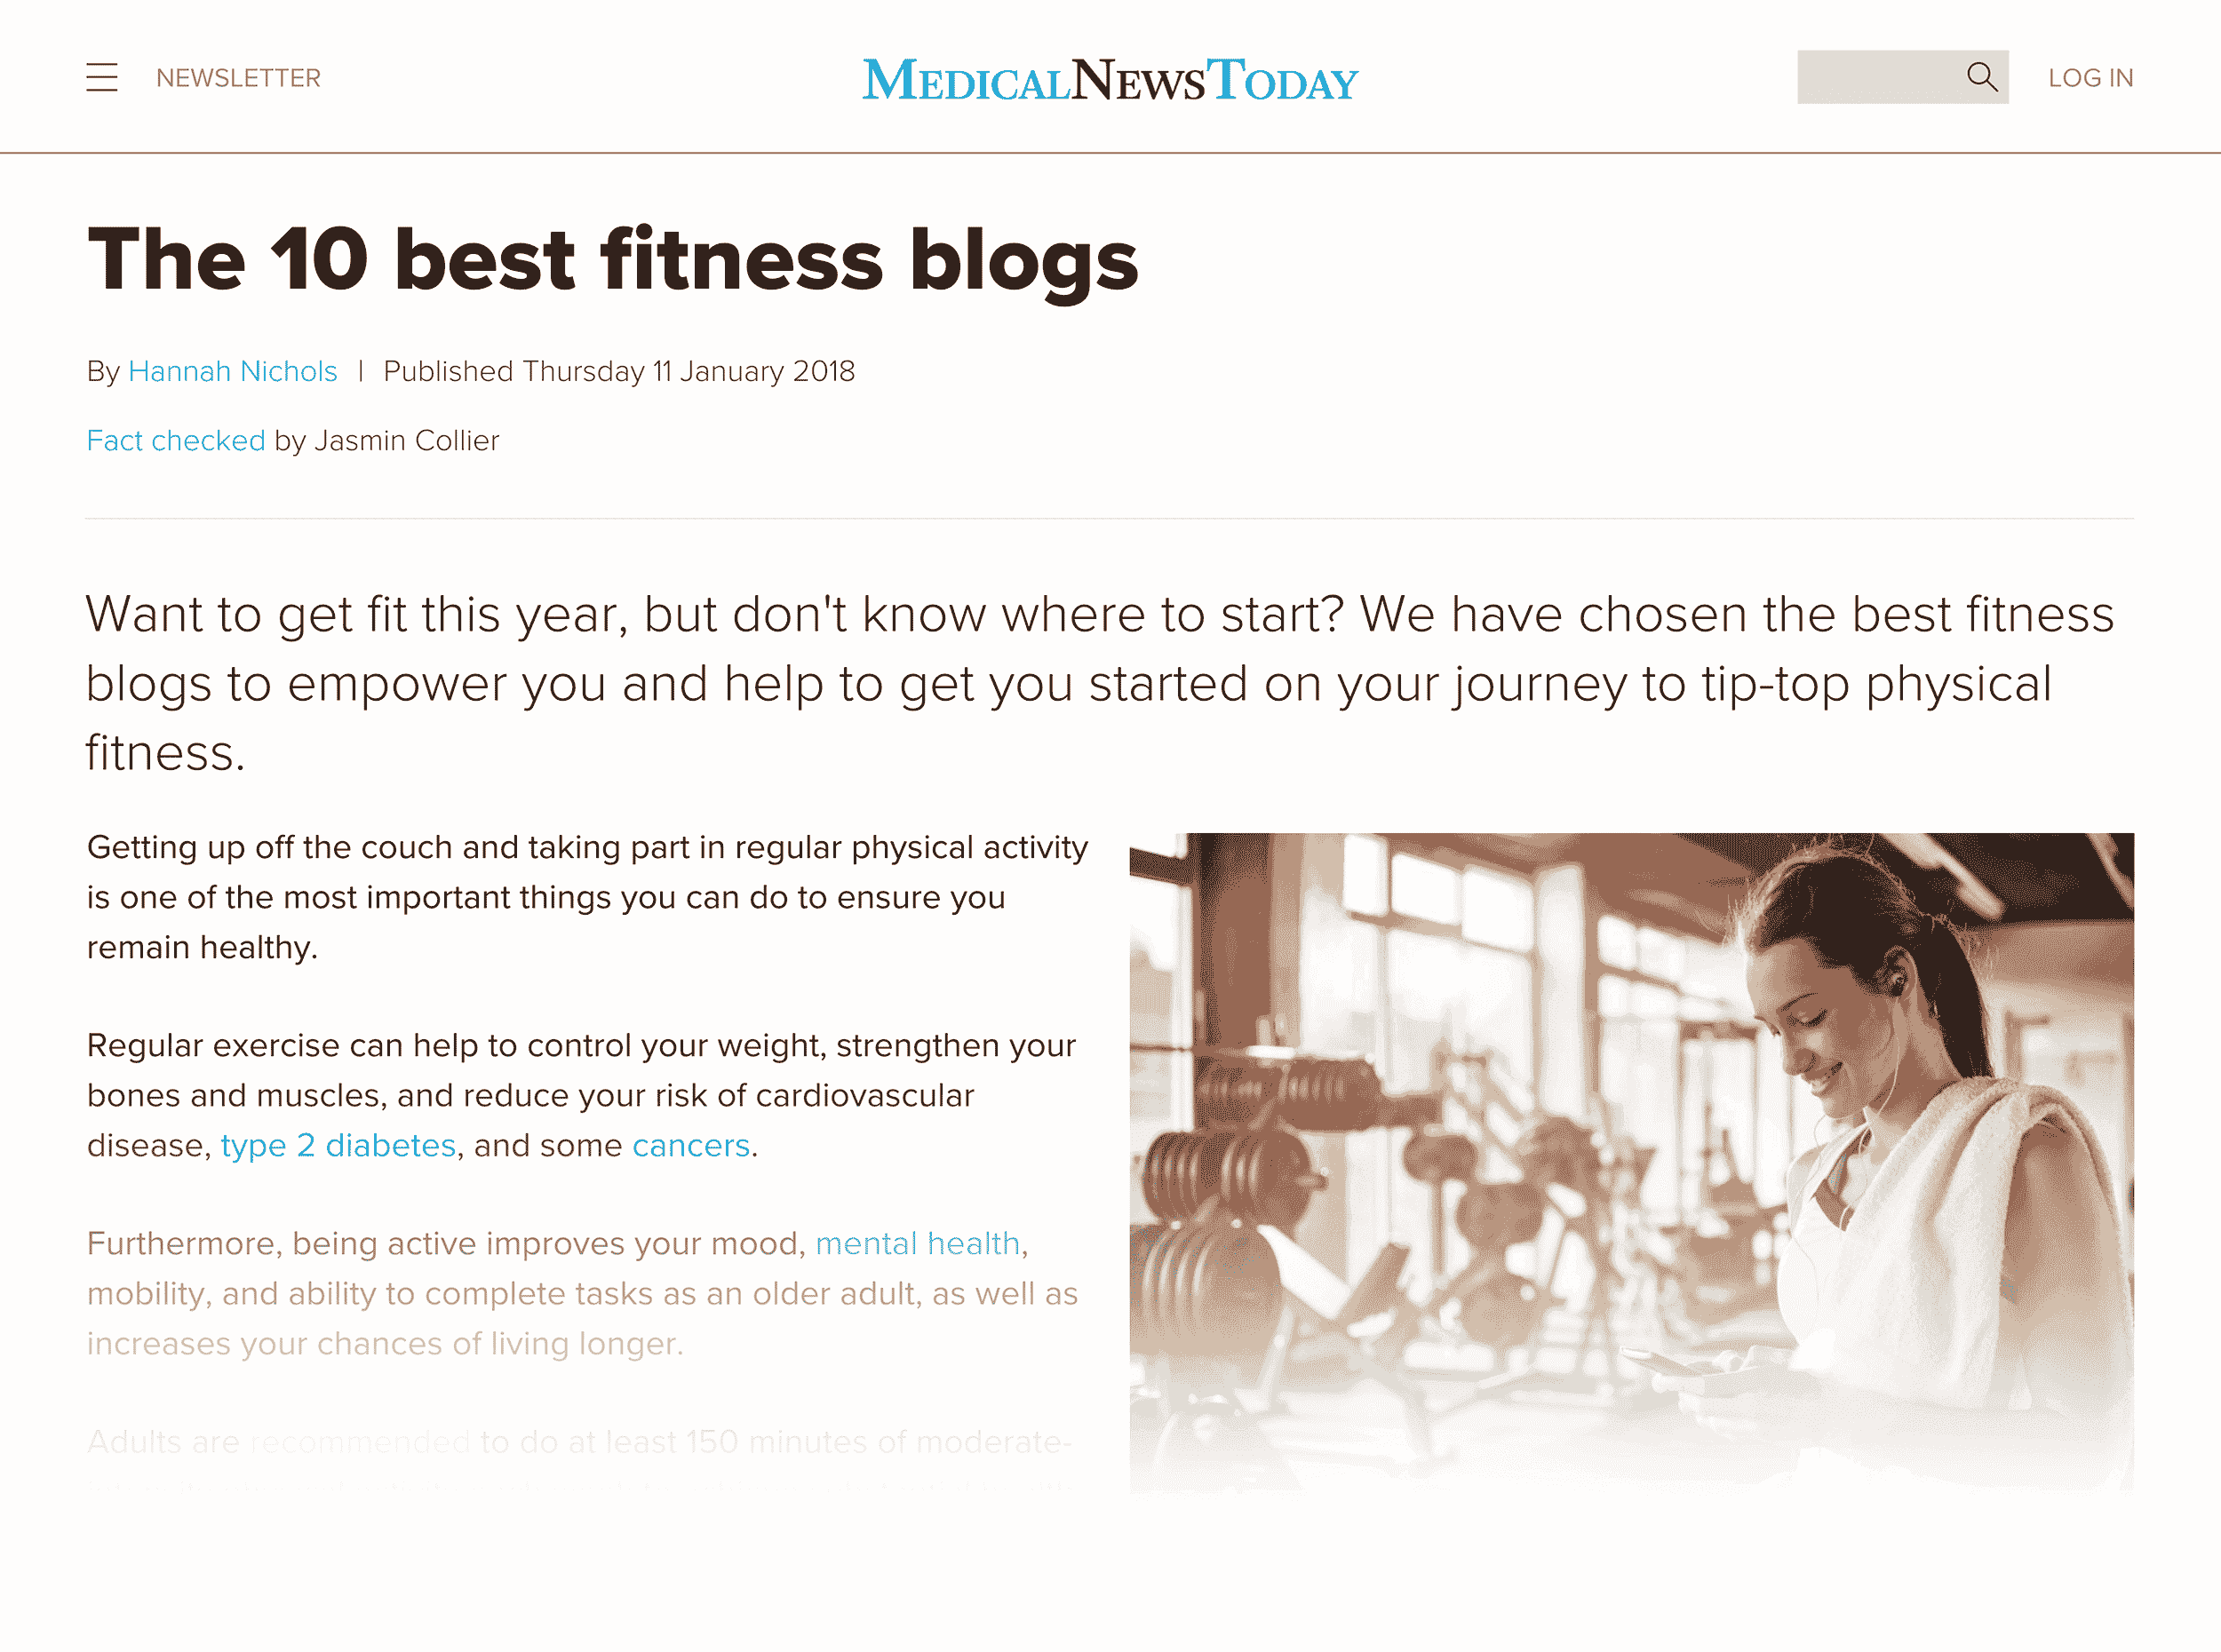 NEWSLETTER
MEDICALNEWSTODAY
LOG IN
The 10 best fitness blogs
By Hannah Nichols | Published Thursday 11 January 2018
Fact checked by Jasmin Collier
Want to get fit this year, but don't know where to start? We have chosen the best fitness
blogs to empower you and help to get you started on your journey to tip-top physical
fitness.
Getting up off the couch and taking part in regular physical activity
is one of the most important things you can do to ensure you
remain healthy.
Regular exercise can help to control your weight, strengthen your
bones and muscles, and reduce your risk of cardiovascular
disease, type 2 diabetes, and some cancers.
Furthermore, being active improves your mood, mental health,
mobility, and ability to complete tasks as an older adult, as well as
increases your chances of living longer.
Adults are recommended to do at least 150 minutes of moderate-